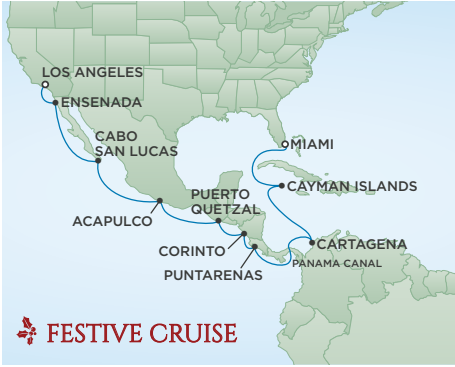 LOS ANGELES
ENSENADA
CABO
SAN LUCAS
MIAMI
CAYMAN ISLANDS
PUERTO
QUETZAL
ACAPULCO
CORINTO
CARTAGENA
PANAMA CANAL
PUNTARENAS
FESTIVE CRUISE